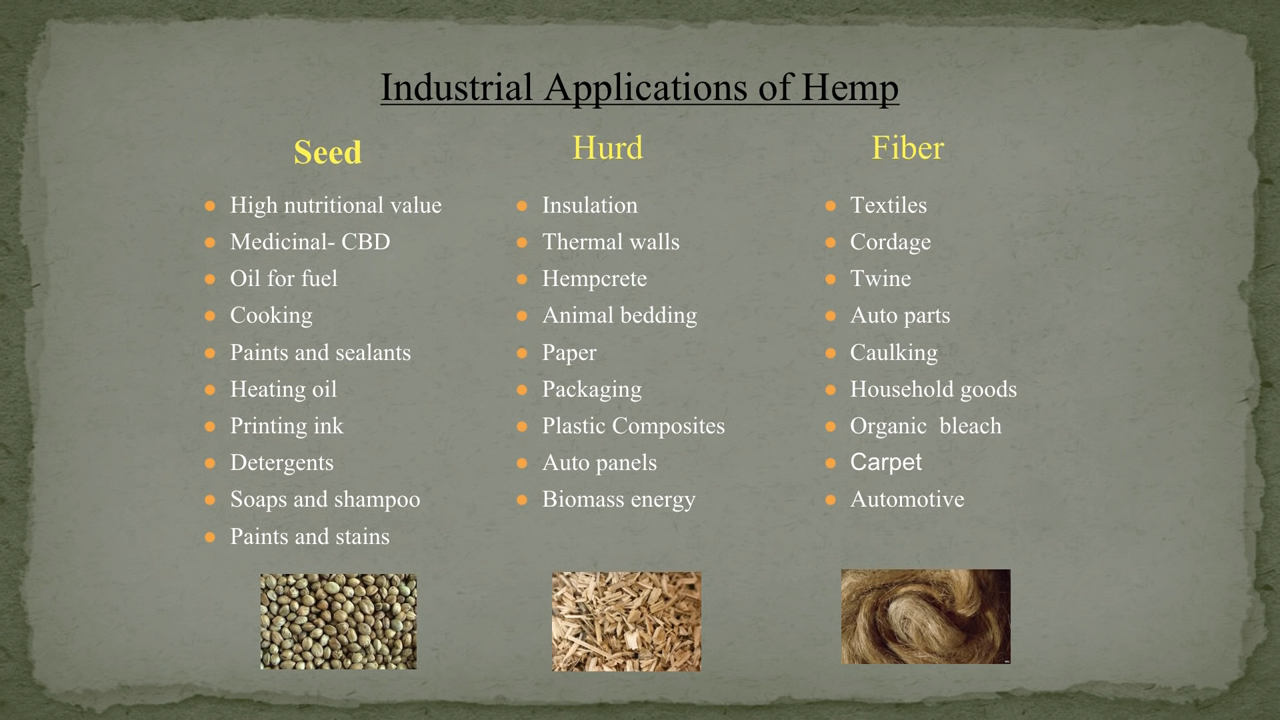 Industrial Applications of Hemp
Seed
High nutritional value
Medicinal- CBD
Oil for fuel
Cooking
Paints and sealants
Heating oil
Printing ink
Detergents
Soaps and shampoo
Paints and stains
Hurd
Insulation
Thermal walls
Hempcrete
Animal bedding
Paper
Packaging
Plastic Composites
Auto panels
Biomass energy
Fiber
Textiles
Cordage
Twine
Auto parts
Caulking
Household goods
Organic  bleach
Carpet
Automotive